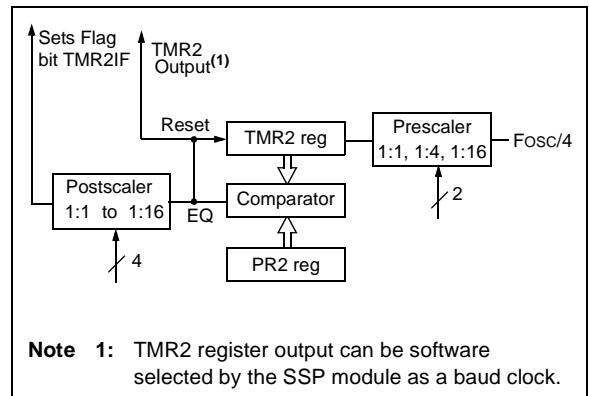 Sets Flag
bit TMR2IF
TMR2
Output(1)
Reset
TMR2 reg
Prescaler
1:1, 1:4, 1:16
FOSC/4
2
Postscaler
1:1 to 1:16
EQ
Comparator
4
PR2 reg
Note 1: TMR2 register output can be software
selected by the SSP module as a baud clock.